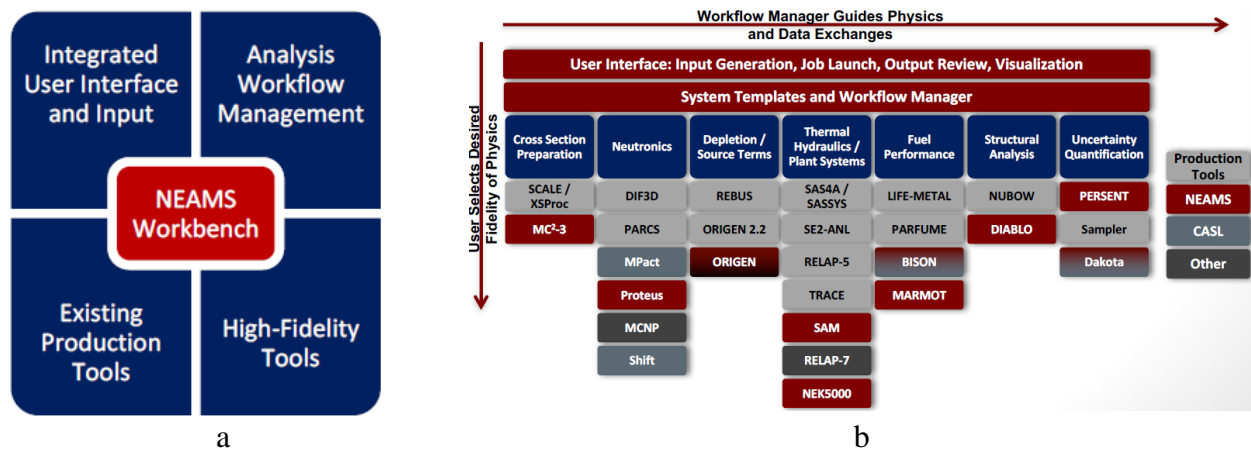 Integrated
User Interface
and Input
Analysis
Workflow
Management
NEAMS
Workbench
Existing
Production
Tools
High-Fidelity
Tools
a
Workflow Manager Guides Physics
and Data Exchanges
User Selects Desired
Fidelity of Physics
User Interface: Input Generation, Job Launch, Output Review, Visualization
System Templates and Workflow Manager
Cross Section
Preparation
Neutronics
Depletion /
Source Terms
Thermal
Hydraulics /
Plant Systems
Fuel
Performance
Structural
Analysis
Uncertainty
Quantification
SCALE /
XSProc
DIF3D
REBUS
SAS4A /
SASSYS
LIFE-METAL
NUBOW
PERSENT
MC²-3
PARCS
ORIGEN 2.2
SE2-ANL
PARFUME
DIABLO
Sampler
MPact
ORIGEN
RELAP-5
BISON
Dakota
Proteus
TRACE
MARMOT
MCNP
SAM
Shift
RELAP-7
NEK5000
Production
Tools
NEAMS
CASL
Other
b